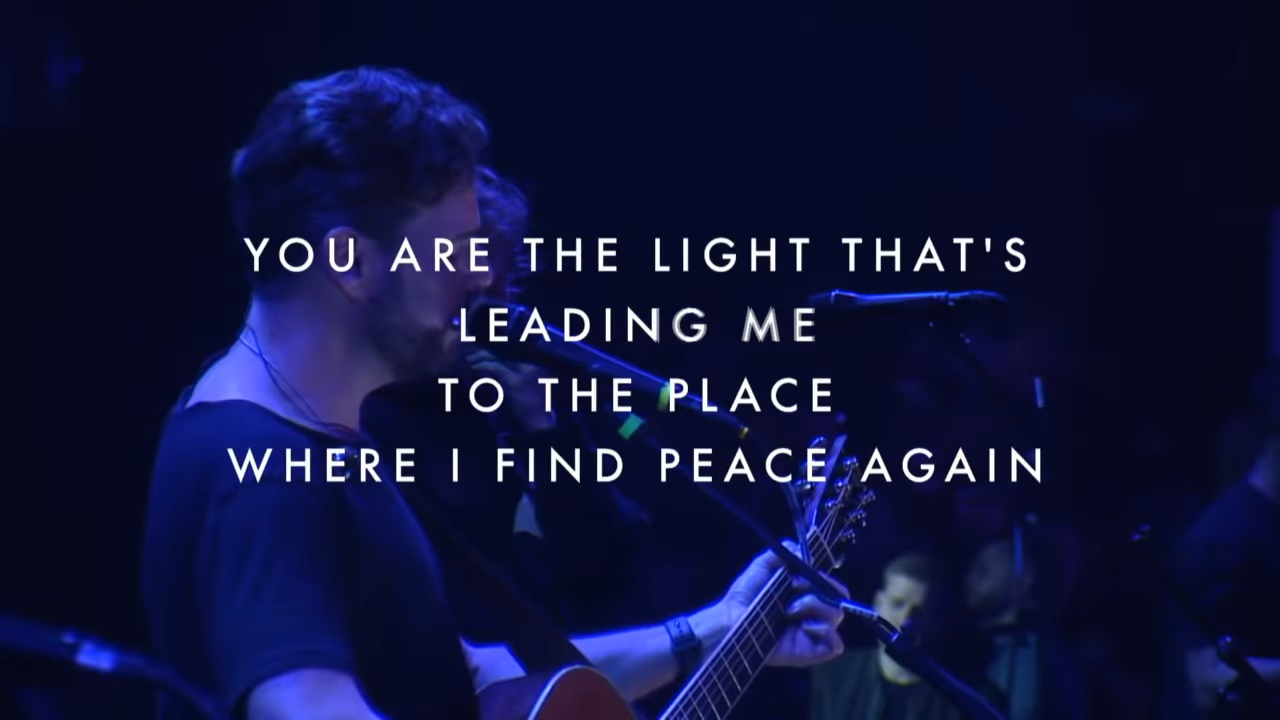 YOU ARE THE LIGHT THAT'S
LEADING ME
TO THE PLACE
WHERE I FIND PEACE AGAIN